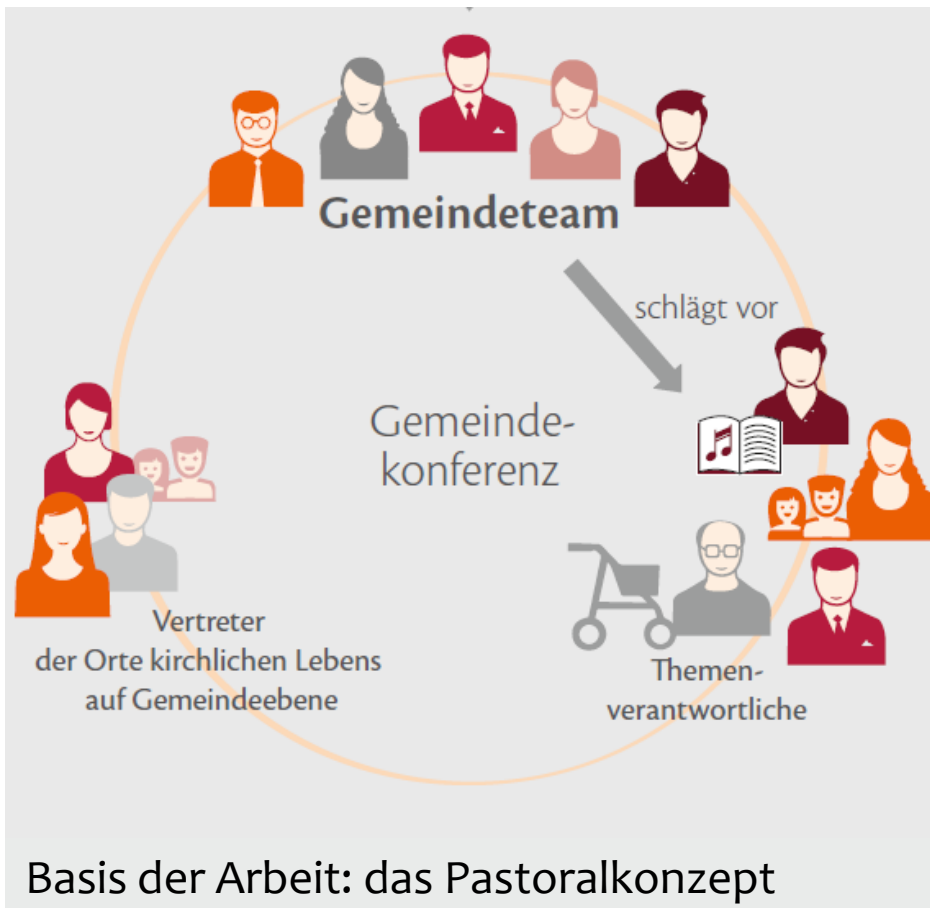 Gemeindeteam
schlägt vor
Gemeinde-
konferenz
Vertreter
der Orte kirchlichen Lebens
auf Gemeindeebene
Themen-
verantwortliche
Basis der Arbeit: das Pastoralkonzept